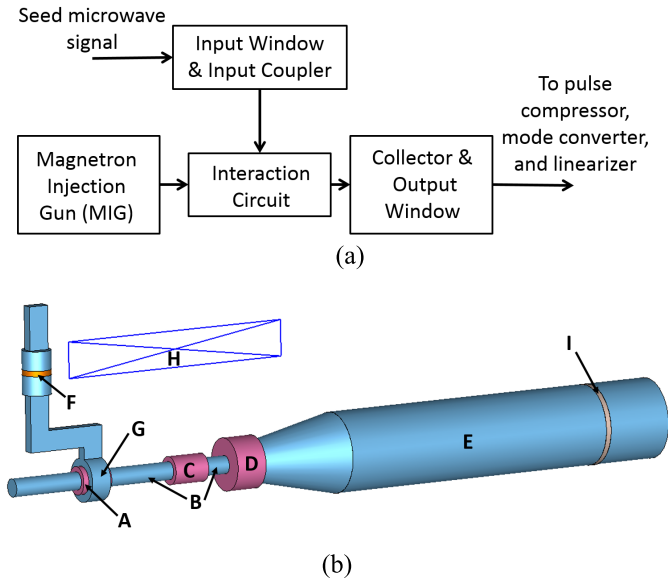 Seed microwave
signal
Input Window
& Input Coupler
To pulse
compressor,
mode converter,
and linearizer
Magnetron
Injection
Gun (MIG)
Interaction
Circuit
Collector &
Output
Window
(a)
H
I
F
G
E
D
C
B
A
(b)